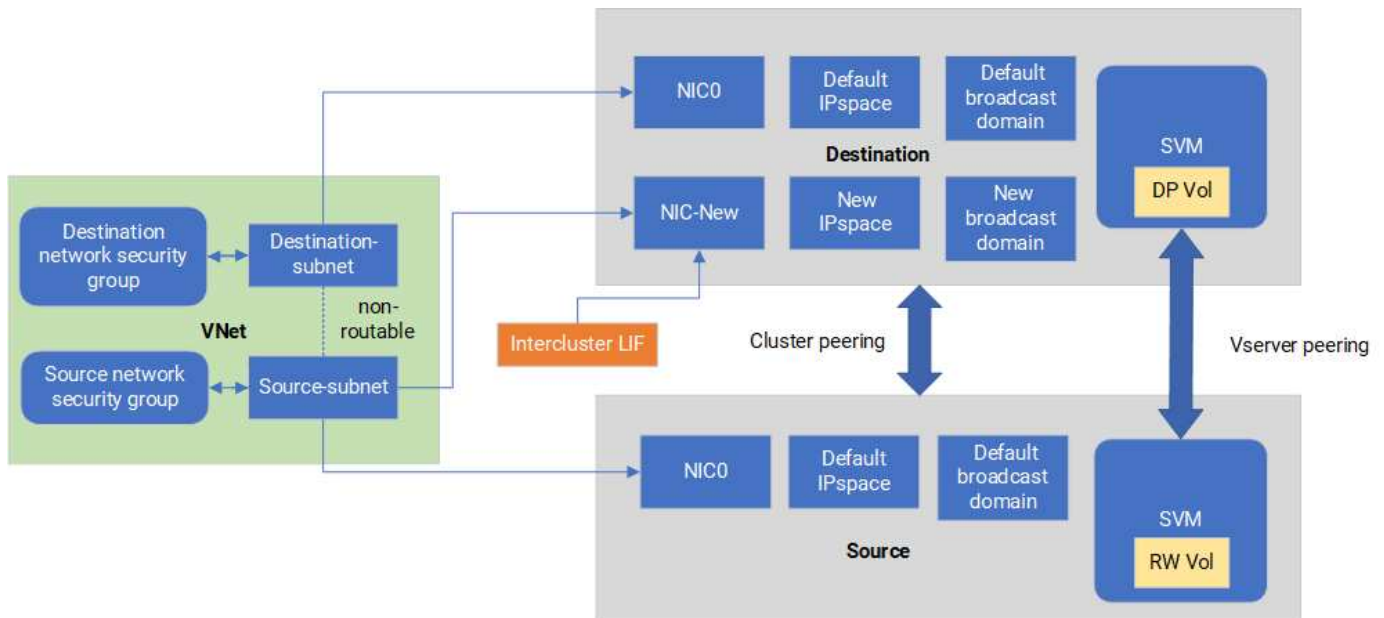 NIC0
Default
IPspace
Default
broadcast
domain
SVM
DP Vol
Destination
NIC-New
New
IPspace
New
broadcast
domain
Destination
network security
group
Destination-
subnet
non-
routable
VNet
Source network
security group
Source-subnet
Intercluster LIF
Cluster peering
Vserver peering
NIC0
Default
IPspace
Default
broadcast
domain
SVM
RW Vol
Source